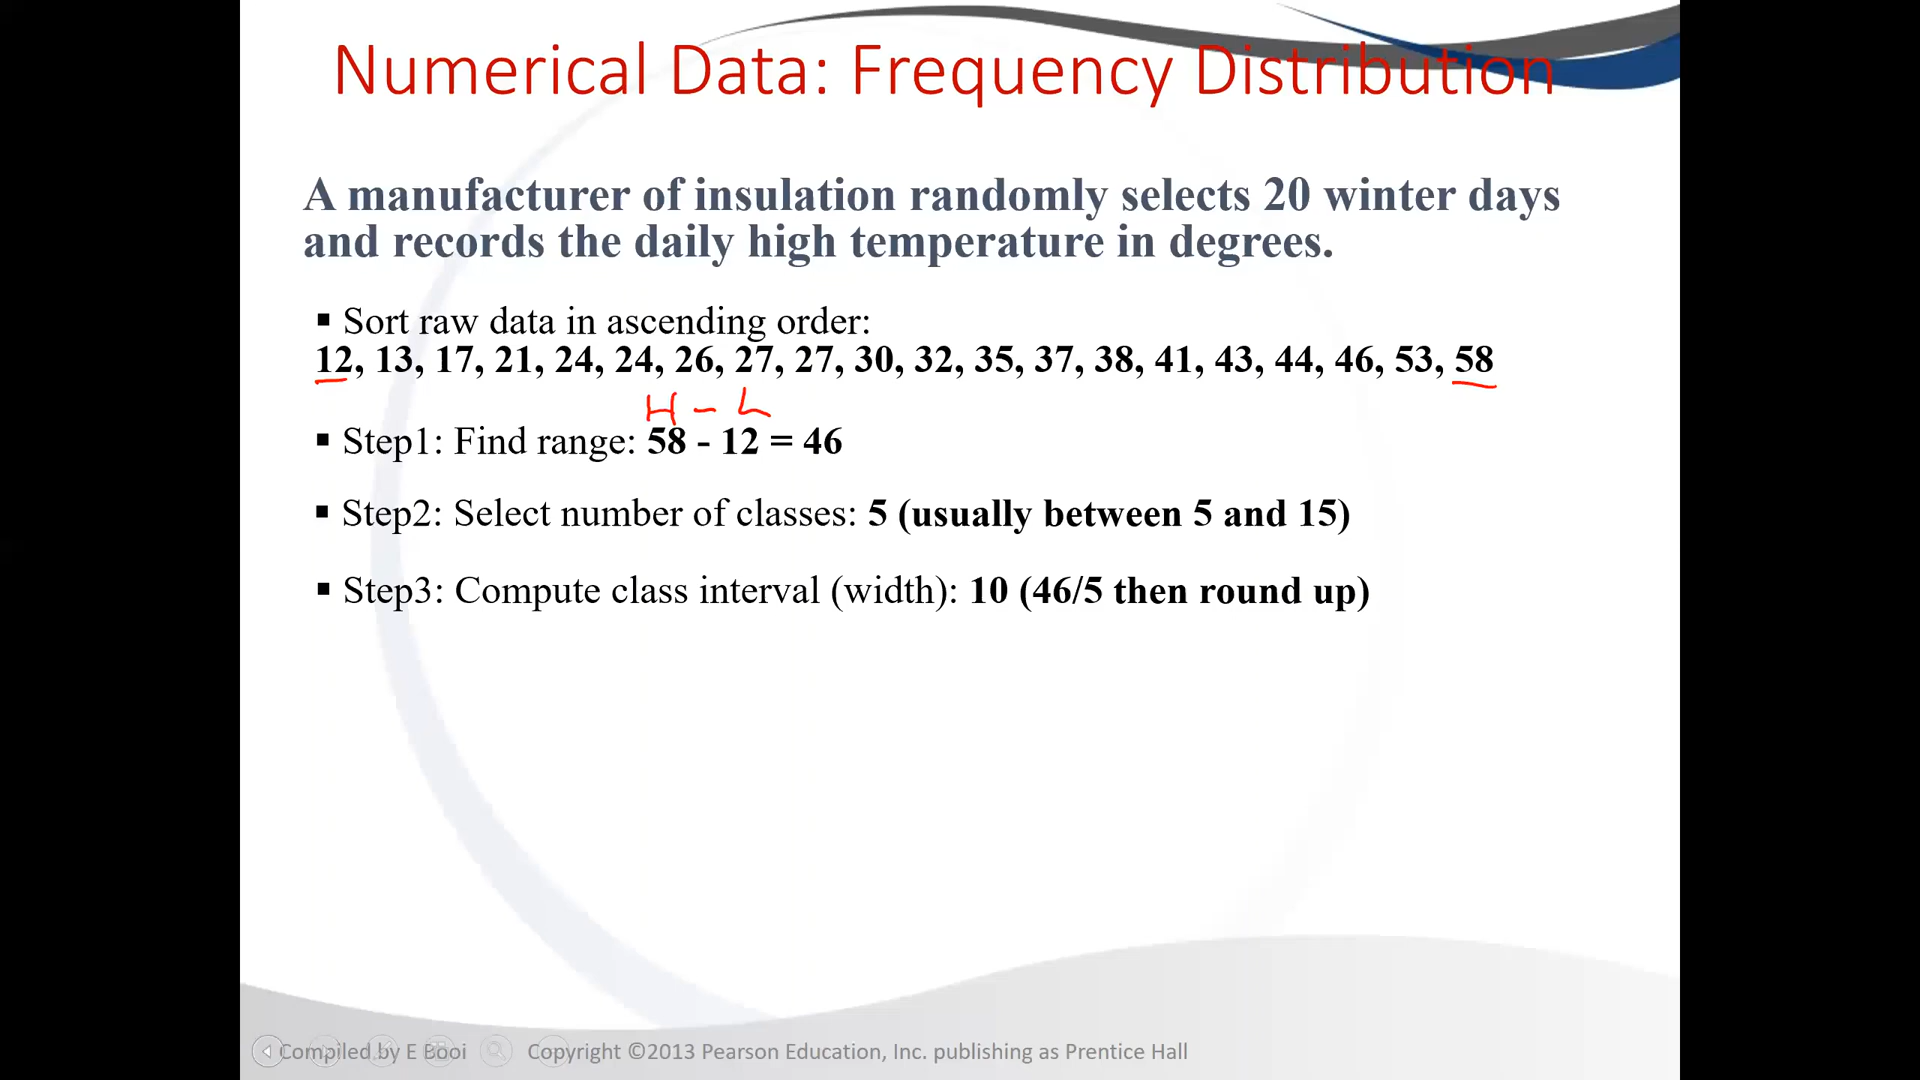 Numerical Data: Frequency Distribution
A manufacturer of insulation randomly selects 20 winter days
and records the daily high temperature in degrees.
▪ Sort raw data in ascending order:
12, 13, 17, 21, 24, 24, 26, 27, 27, 30, 32, 35, 37, 38, 41, 43, 44, 46, 53, 58
H - L
▪ Step1: Find range: 58 - 12 = 46
▪ Step2: Select number of classes: 5 (usually between 5 and 15)
▪ Step3: Compute class interval (width): 10 (46/5 then round up)
Compiled by E Booi Copyright ©2013 Pearson Education, Inc. publishing as Prentice Hall